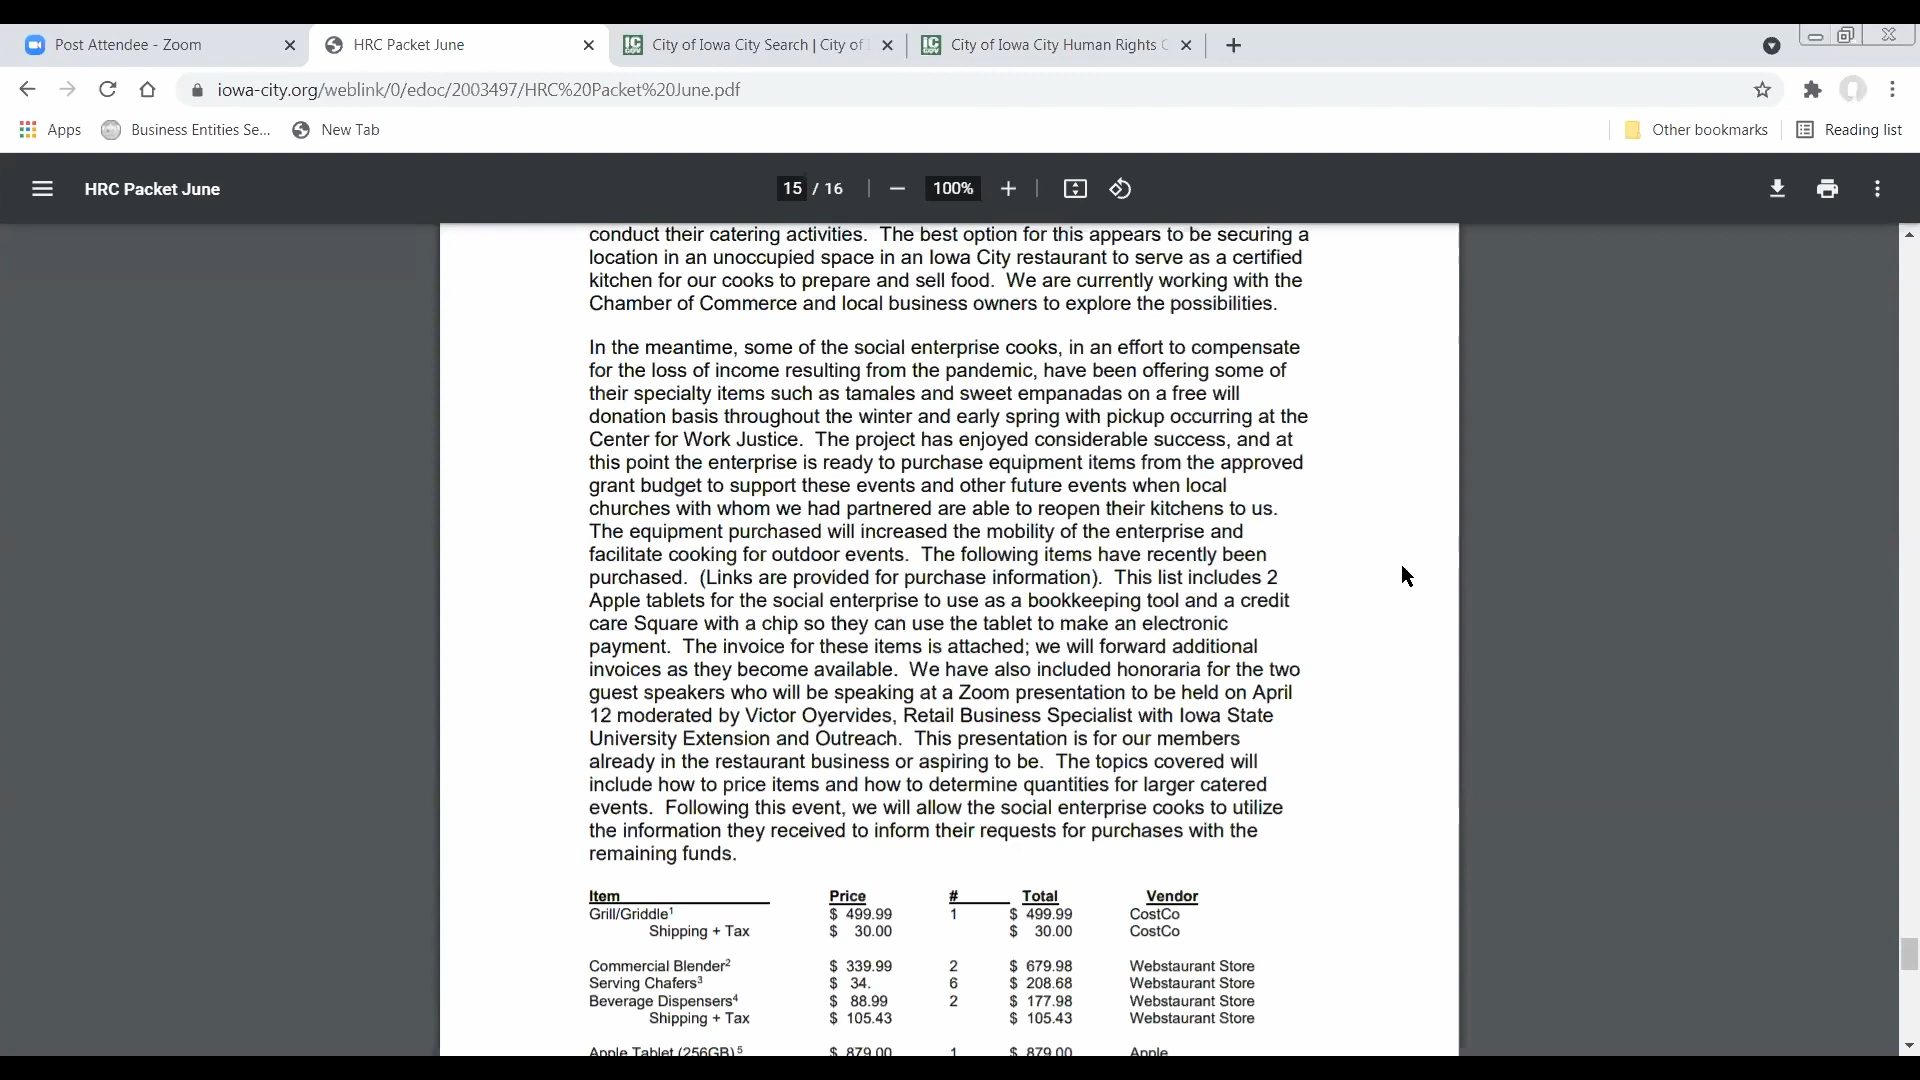 Post Attendee - Zoom
HRC Packet June
City of Iowa City Search | City of
City of Iowa City Human Rights
iowa-city.org/weblink/0/edoc/2003497/HRC%20Packet%20June.pdf
Apps
Business Entities Se...
New Tab
Other bookmarks
Reading list
HRC Packet June
15 / 16
100%
conduct their catering activities. The best option for this appears to be securing a
location in an unoccupied space in an Iowa City restaurant to serve as a certified
kitchen for our cooks to prepare and sell food. We are currently working with the
Chamber of Commerce and local business owners to explore the possibilities.
In the meantime, some of the social enterprise cooks, in an effort to compensate
for the loss of income resulting from the pandemic, have been offering some of
their specialty items such as tamales and sweet empanadas on a free will
donation basis throughout the winter and early spring with pickup occurring at the
Center for Work Justice. The project has enjoyed considerable success, and at
this point the enterprise is ready to purchase equipment items from the approved
grant budget to support these events and other future events when local
churches with whom we had partnered are able to reopen their kitchens to us.
The equipment purchased will increased the mobility of the enterprise and
facilitate cooking for outdoor events. The following items have recently been
purchased. (Links are provided for purchase information). This list includes 2
Apple tablets for the social enterprise to use as a bookkeeping tool and a credit
care Square with a chip so they can use the tablet to make an electronic
payment. The invoice for these items is attached; we will forward additional
invoices as they become available. We have also included honoraria for the two
guest speakers who will be speaking at a Zoom presentation to be held on April
12 moderated by Victor Oyervides, Retail Business Specialist with Iowa State
University Extension and Outreach. This presentation is for our members
already in the restaurant business or aspiring to be. The topics covered will
include how to price items and how to determine quantities for larger catered
events. Following this event, we will allow the social enterprise cooks to utilize
the information they received to inform their requests for purchases with the
remaining funds.
Item Price # Total Vendor
Grill/Griddle¹ $ 499.99 1 $ 499.99 CostCo
Shipping + Tax $ 30.00 $ 30.00 CostCo
Commercial Blender² $ 339.99 2 $ 679.98 Webstaurant Store
Serving Chafers³ $ 34. 6 $ 208.68 Webstaurant Store
Beverage Dispensers⁴ $ 88.99 2 $ 177.98 Webstaurant Store
Shipping + Tax $ 105.43 $ 105.43 Webstaurant Store
Apple Tablet (256GB)⁵ $ 879.00 1 $ 879.00 Apple